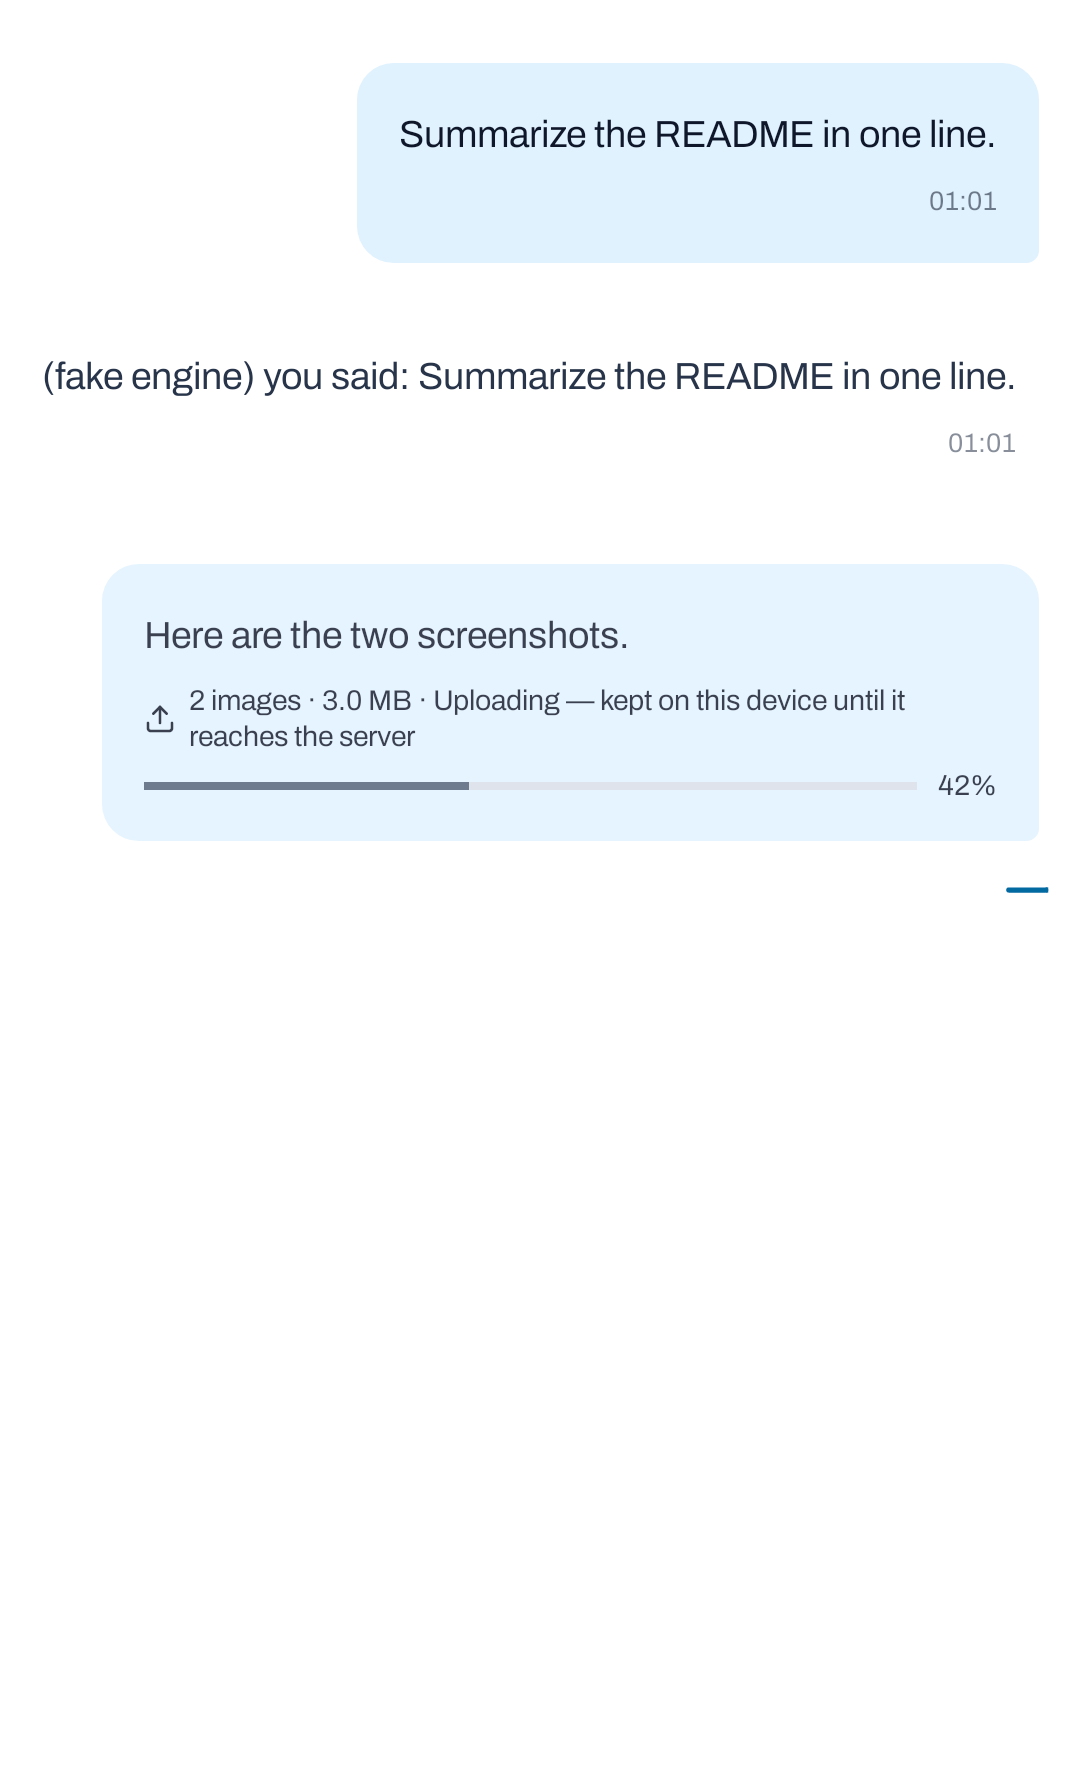 Summarize the README in one line.
01:01
(fake engine) you said: Summarize the README in one line.
01:01
Here are the two screenshots.
2 images · 3.0 MB · Uploading — kept on this device until it
reaches the server
42%